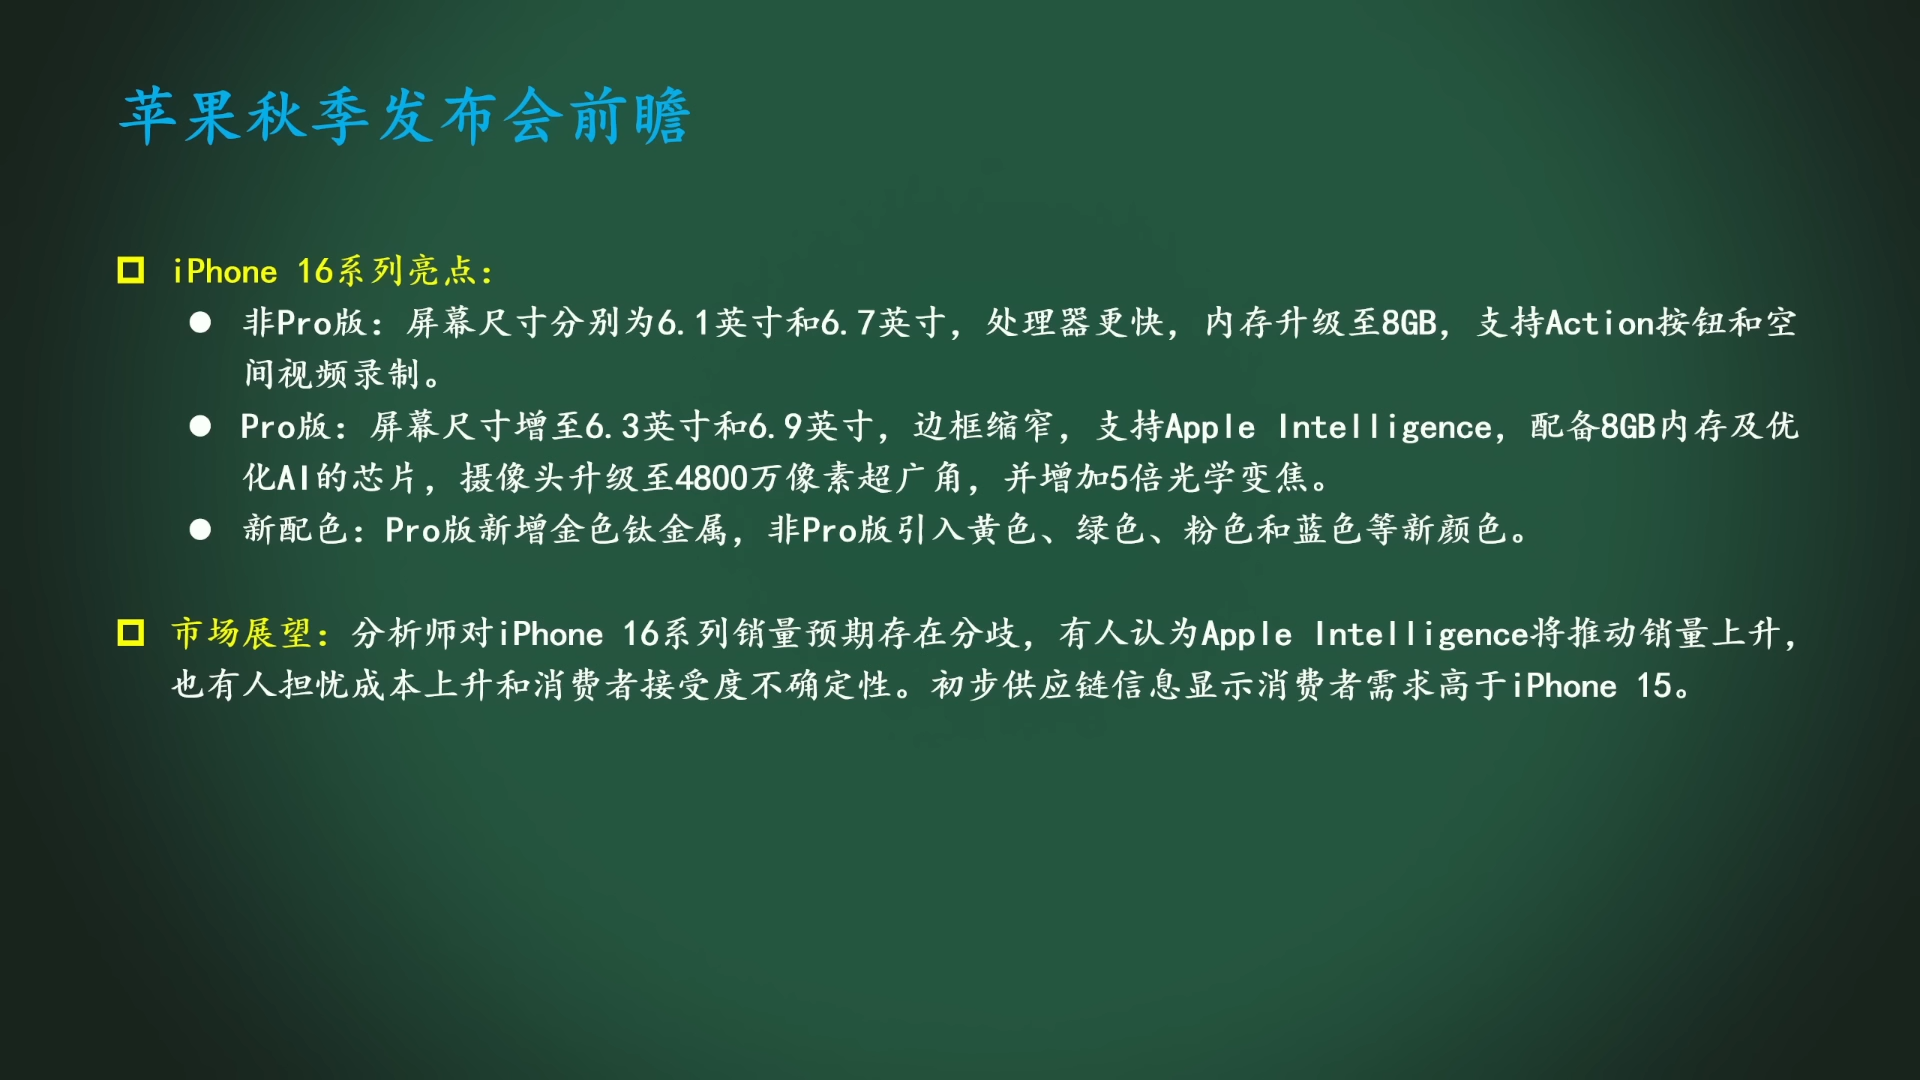 苹果秋季发布会前瞻
iPhone 16系列亮点：
非Pro版：屏幕尺寸分别为6.1英寸和6.7英寸，处理器更快，内存升级至8GB，支持Action按钮和空
间视频录制。
Pro版：屏幕尺寸增至6.3英寸和6.9英寸，边框缩窄，支持Apple Intelligence，配备8GB内存及优
化AI的芯片，摄像头升级至4800万像素超广角，并增加5倍光学变焦。
新配色：Pro版新增金色钛金属，非Pro版引入黄色、绿色、粉色和蓝色等新颜色。
市场展望：分析师对iPhone 16系列销量预期存在分歧，有人认为Apple Intelligence将推动销量上升，
也有人担忧成本上升和消费者接受度不确定性。初步供应链信息显示消费者需求高于iPhone 15。